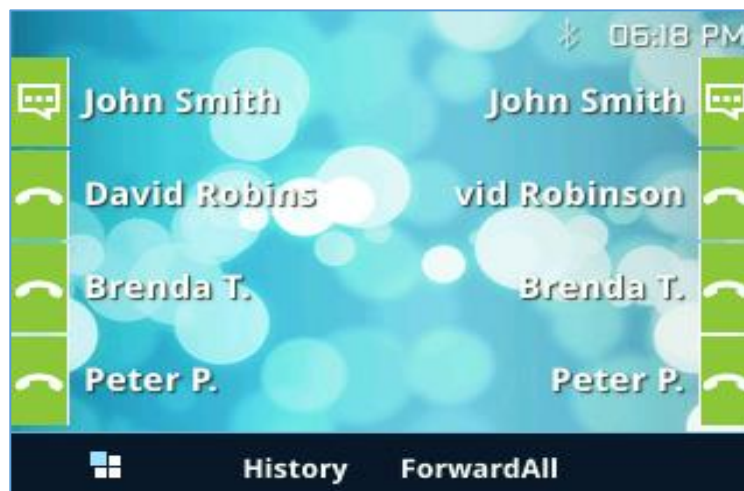 06:18 PM
John Smith John Smith
David Robins vid Robinson
Brenda T. Brenda T.
Peter P. Peter P.
History ForwardAll